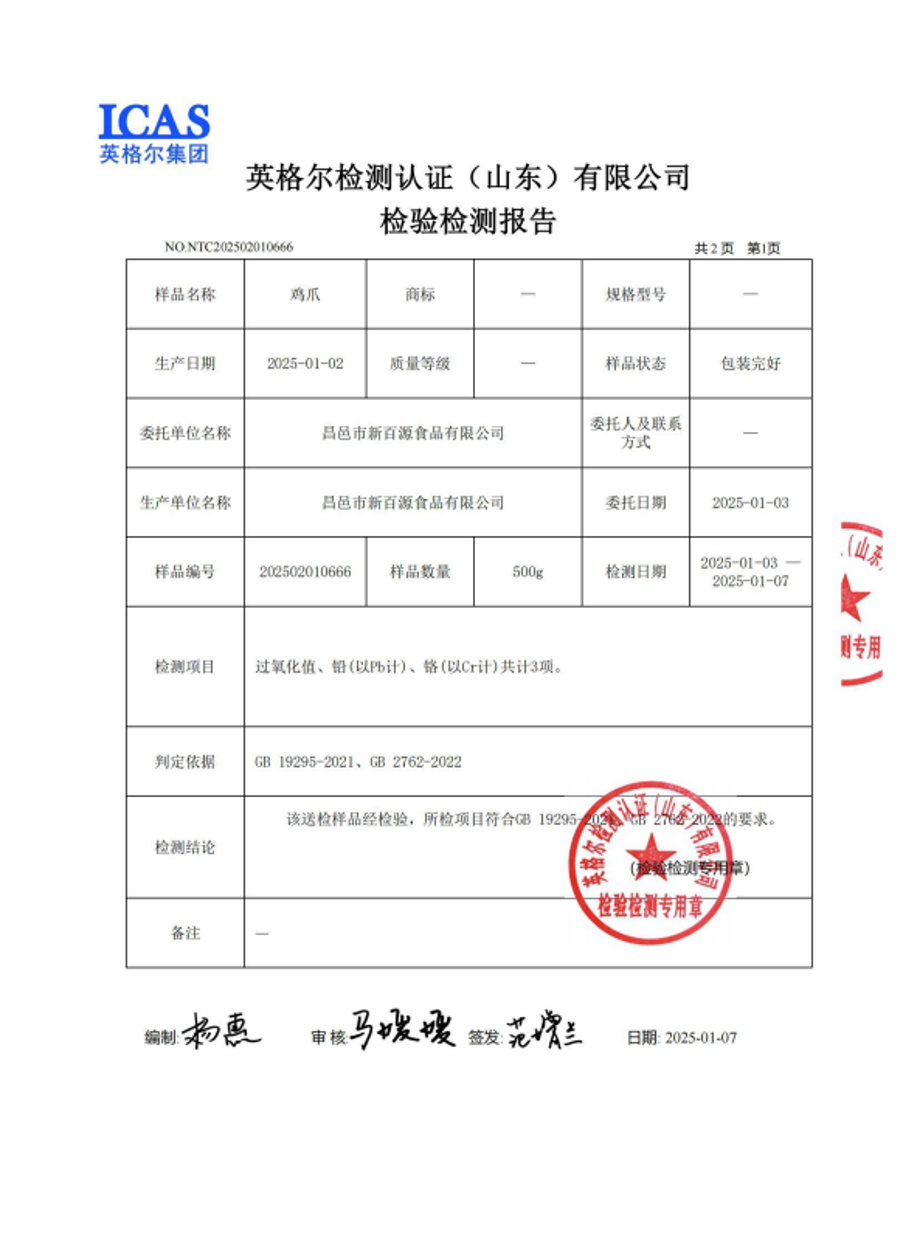 ICAS
英格尔集团
英格尔检测认证（山东）有限公司
检验检测报告
NO.NTC202502010666 共2页 第1页
样品名称 鸡爪 商标 — 规格型号 —
生产日期 2025-01-02 质量等级 — 样品状态 包装完好
委托单位名称 昌邑市新百源食品有限公司 委托人及联系
方式 —
生产单位名称 昌邑市新百源食品有限公司 委托日期 2025-01-03
样品编号 202502010666 样品数量 500g 检测日期 2025-01-03 —
2025-01-07
检测项目 过氧化值、铅(以Pb计)、铬(以Cr计)共计3项。
判定依据 GB 19295-2021、GB 2762-2022
检测结论 该送检样品经检验，所检项目符合GB 19295-2021、GB 2762-2022的要求。
(检验检测专用章)
英格尔检测认证（山东）有限公司
检验检测专用章
备注 —
编制: 杨惠 审核: 马媛媛 签发: 日期: 2025-01-07
（山东
测专用